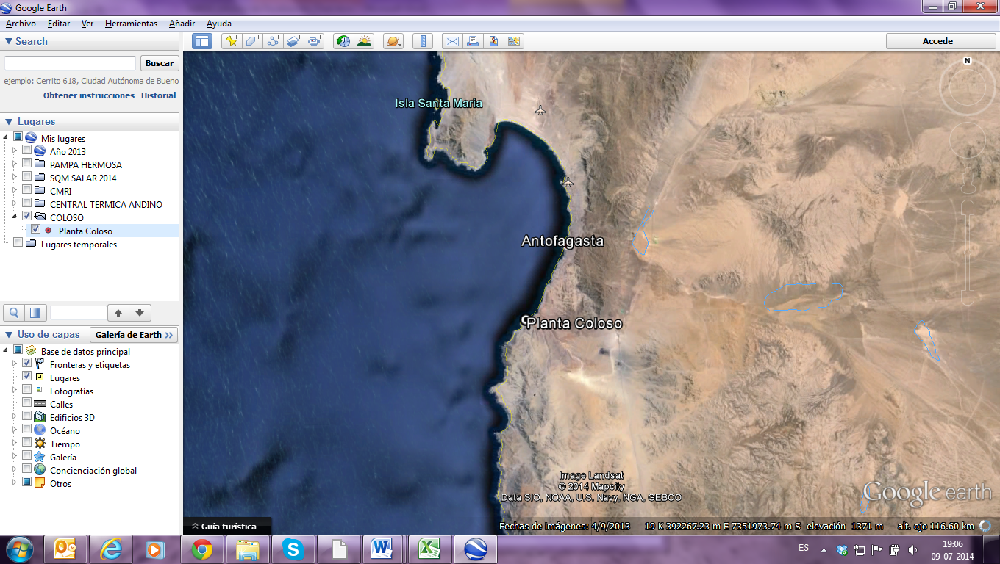 Google Earth
Archivo Editar Ver Herramientas Añadir Ayuda
Search
Buscar
ejemplo: Cerrito 618, Ciudad Autónoma de Bueno
Obtener instrucciones Historial
Lugares
Mis lugares
Año 2013
PAMPA HERMOSA
SQM SALAR 2014
CMRI
CENTRAL TERMICA ANDINO
COLOSO
Planta Coloso
Lugares temporales
Uso de capas
Galería de Earth >>
Base de datos principal
Fronteras y etiquetas
Lugares
Fotografías
Calles
Edificios 3D
Océano
Tiempo
Galería
Concienciación global
Otros
Accede
N
Isla Santa Maria
Antofagasta
Planta Coloso
Image Landsat
© 2014 Mapcity
Data SIO, NOAA, U.S. Navy, NGA, GEBCO
Google earth
Guía turística
Fechas de imágenes: 4/9/2013 19 K 392267.23 m E 7351973.74 m S elevación 1371 m alt. ojo 116.60 km
ES
19:06
09-07-2014